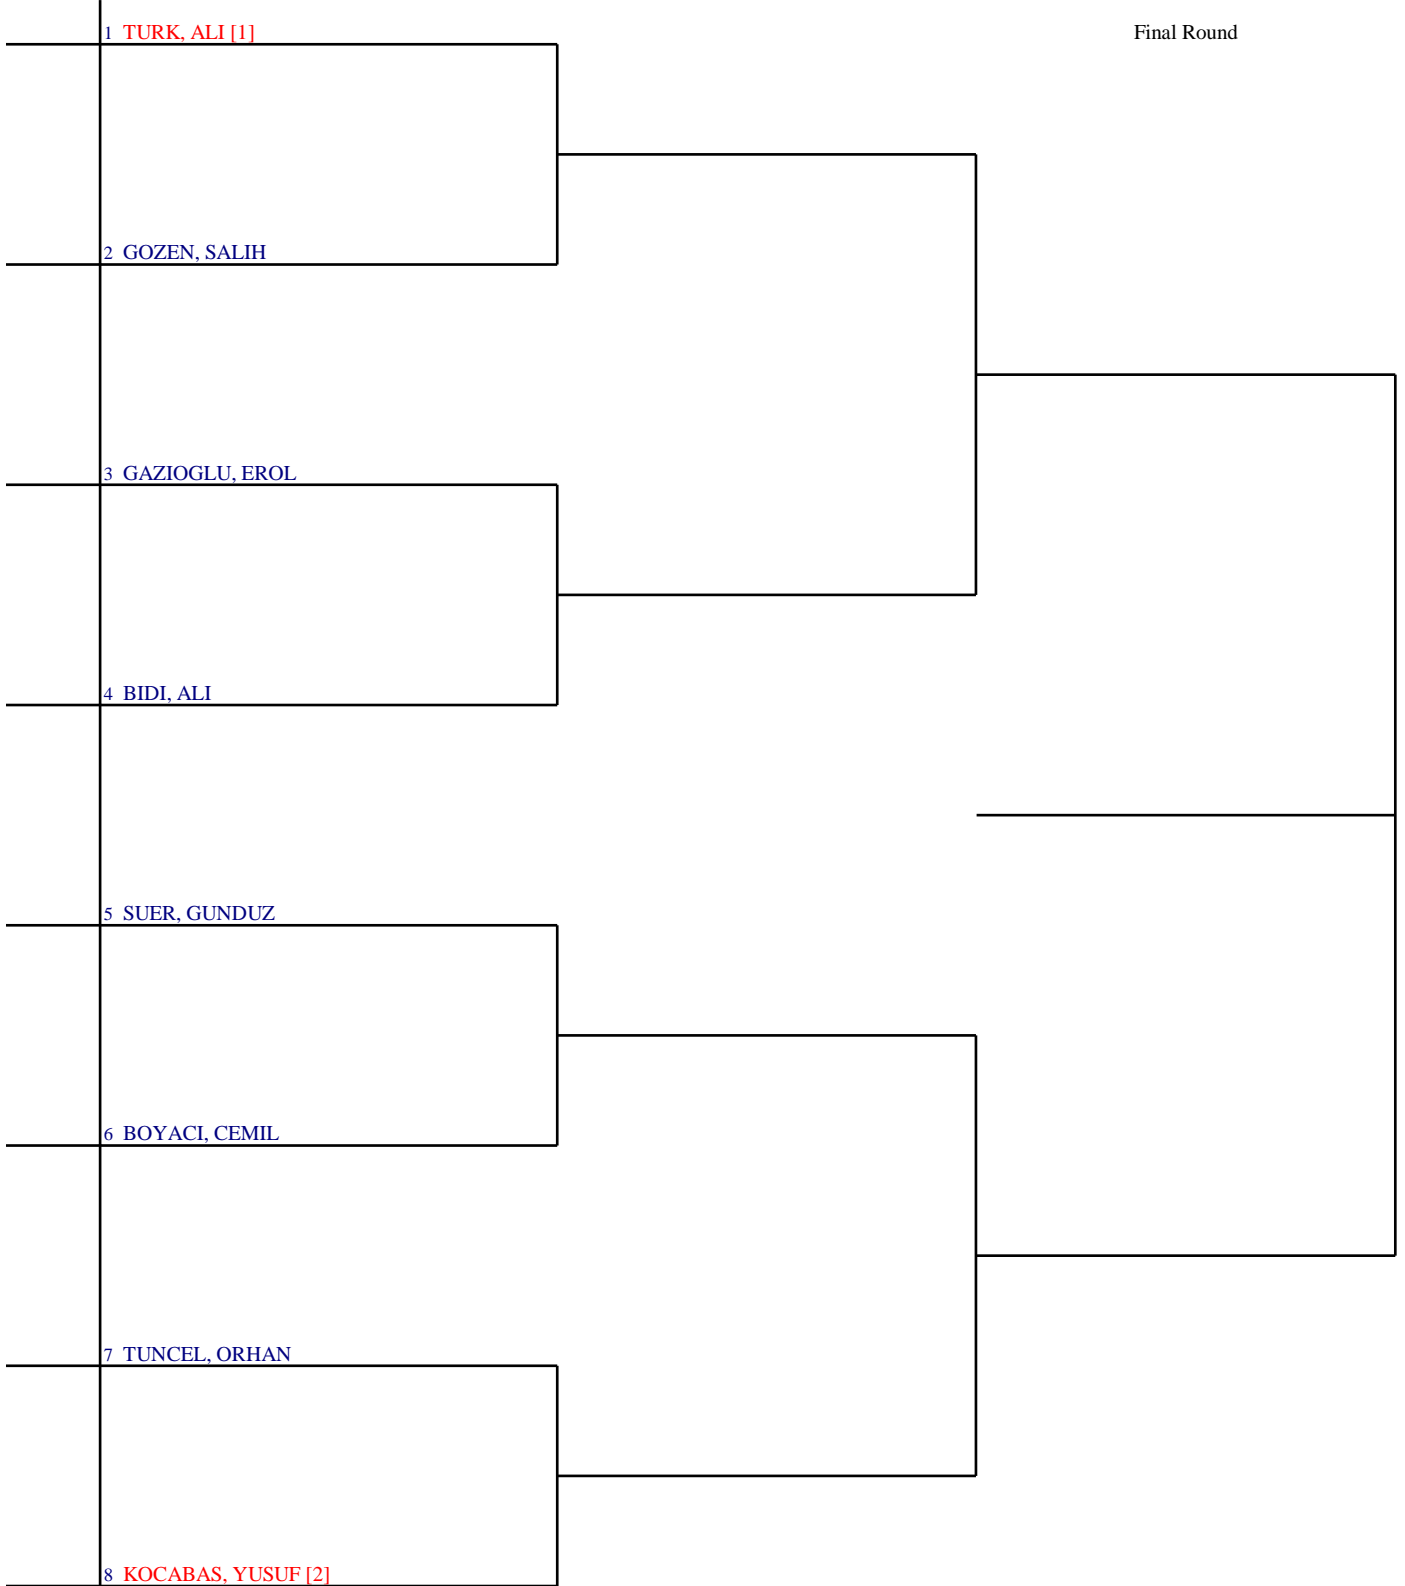 1 TURK, ALI [1]
Final Round
2 GOZEN, SALIH
3 GAZIOGLU, EROL
4 BIDI, ALI
5 SUER, GUNDUZ
6 BOYACI, CEMIL
7 TUNCEL, ORHAN
8 KOCABAS, YUSUF [2]